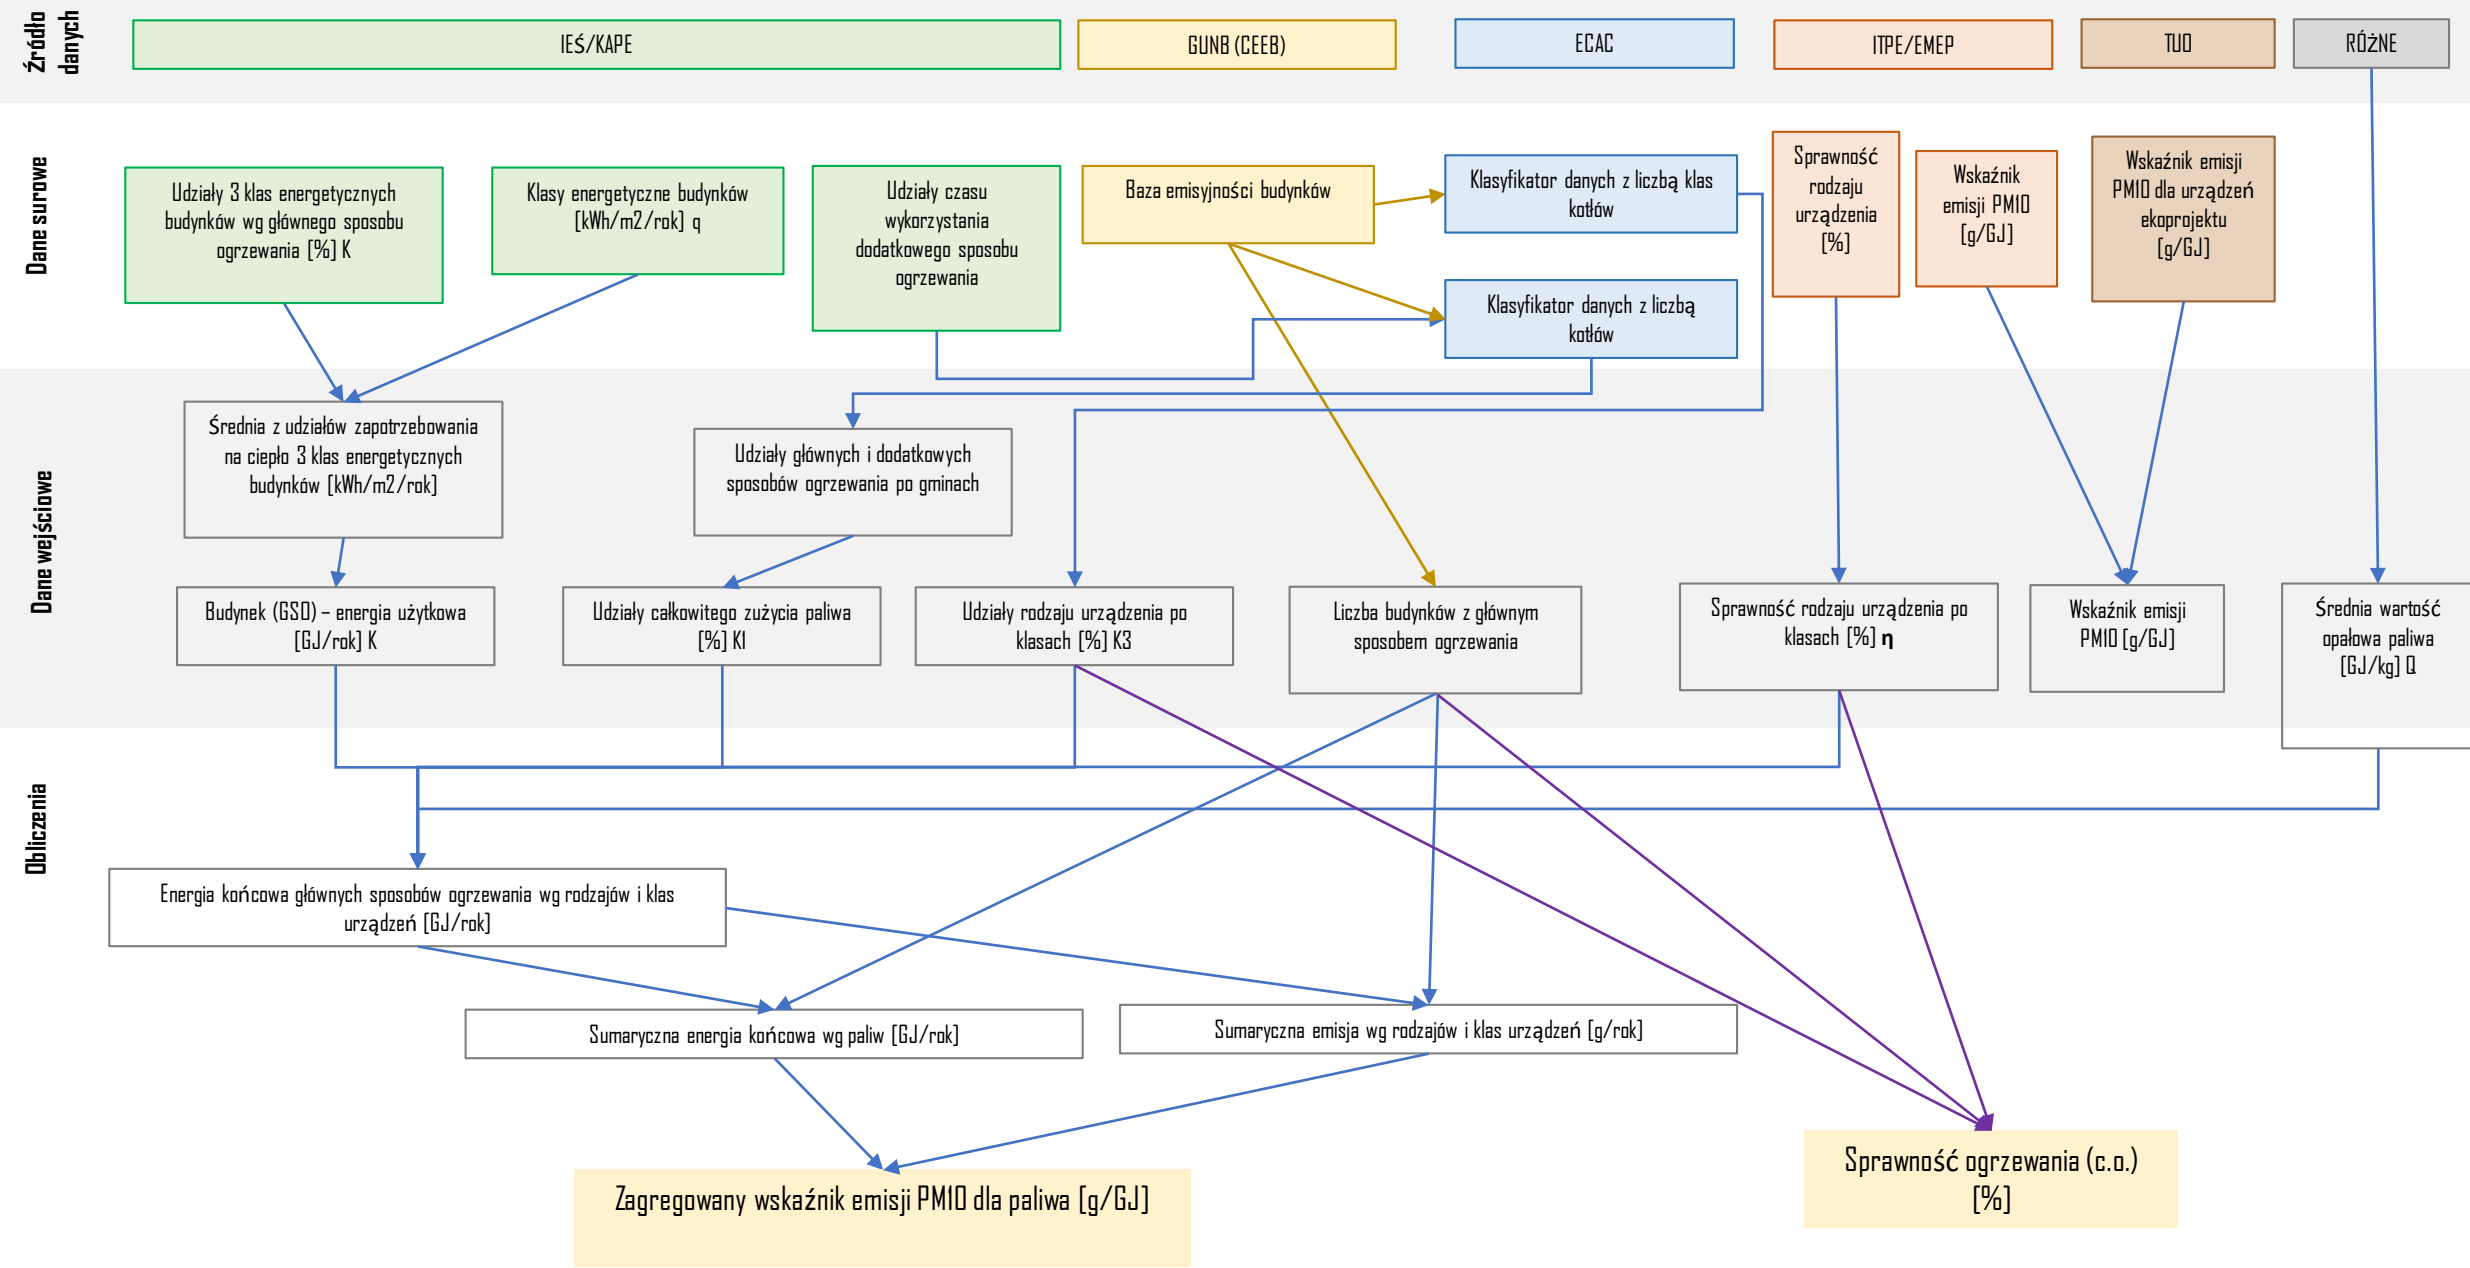 Źródło
danych
IEŚ/KAPE
GUNB (CEEB)
ECAC
ITPE/EMEP
TUO
RÓŻNE
Dane surowe
Udziały 3 klas energetycznych
budynków wg głównego sposobu
ogrzewania [%] K
Klasy energetyczne budynków
[kWh/m2/rok] q
Udziały czasu
wykorzystania
dodatkowego sposobu
ogrzewania
Baza emisyjności budynków
Klasyfikator danych z liczbą klas
kotłów
Klasyfikator danych z liczbą
kotłów
Sprawność
rodzaju
urządzenia
[%]
Wskaźnik
emisji PM10
[g/GJ]
Wskaźnik emisji
PM10 dla urządzeń
ekoprojektu
[g/GJ]
Dane wejściowe
Średnia z udziałów zapotrzebowania
na ciepło 3 klas energetycznych
budynków [kWh/m2/rok]
Udziały głównych i dodatkowych
sposobów ogrzewania po gminach
Budynek (GSO) – energia użytkowa
[GJ/rok] K
Udziały całkowitego zużycia paliwa
[%] K1
Udziały rodzaju urządzenia po
klasach [%] K3
Liczba budynków z głównym
sposobem ogrzewania
Sprawność rodzaju urządzenia po
klasach [%] η
Wskaźnik emisji
PM10 [g/GJ]
Średnia wartość
opałowa paliwa
[GJ/kg] Q
Obliczenia
Energia końcowa głównych sposobów ogrzewania wg rodzajów i klas
urządzeń [GJ/rok]
Sumaryczna energia końcowa wg paliw [GJ/rok]
Sumaryczna emisja wg rodzajów i klas urządzeń [g/rok]
Zagregowany wskaźnik emisji PM10 dla paliwa [g/GJ]
Sprawność ogrzewania (c.o.)
[%]